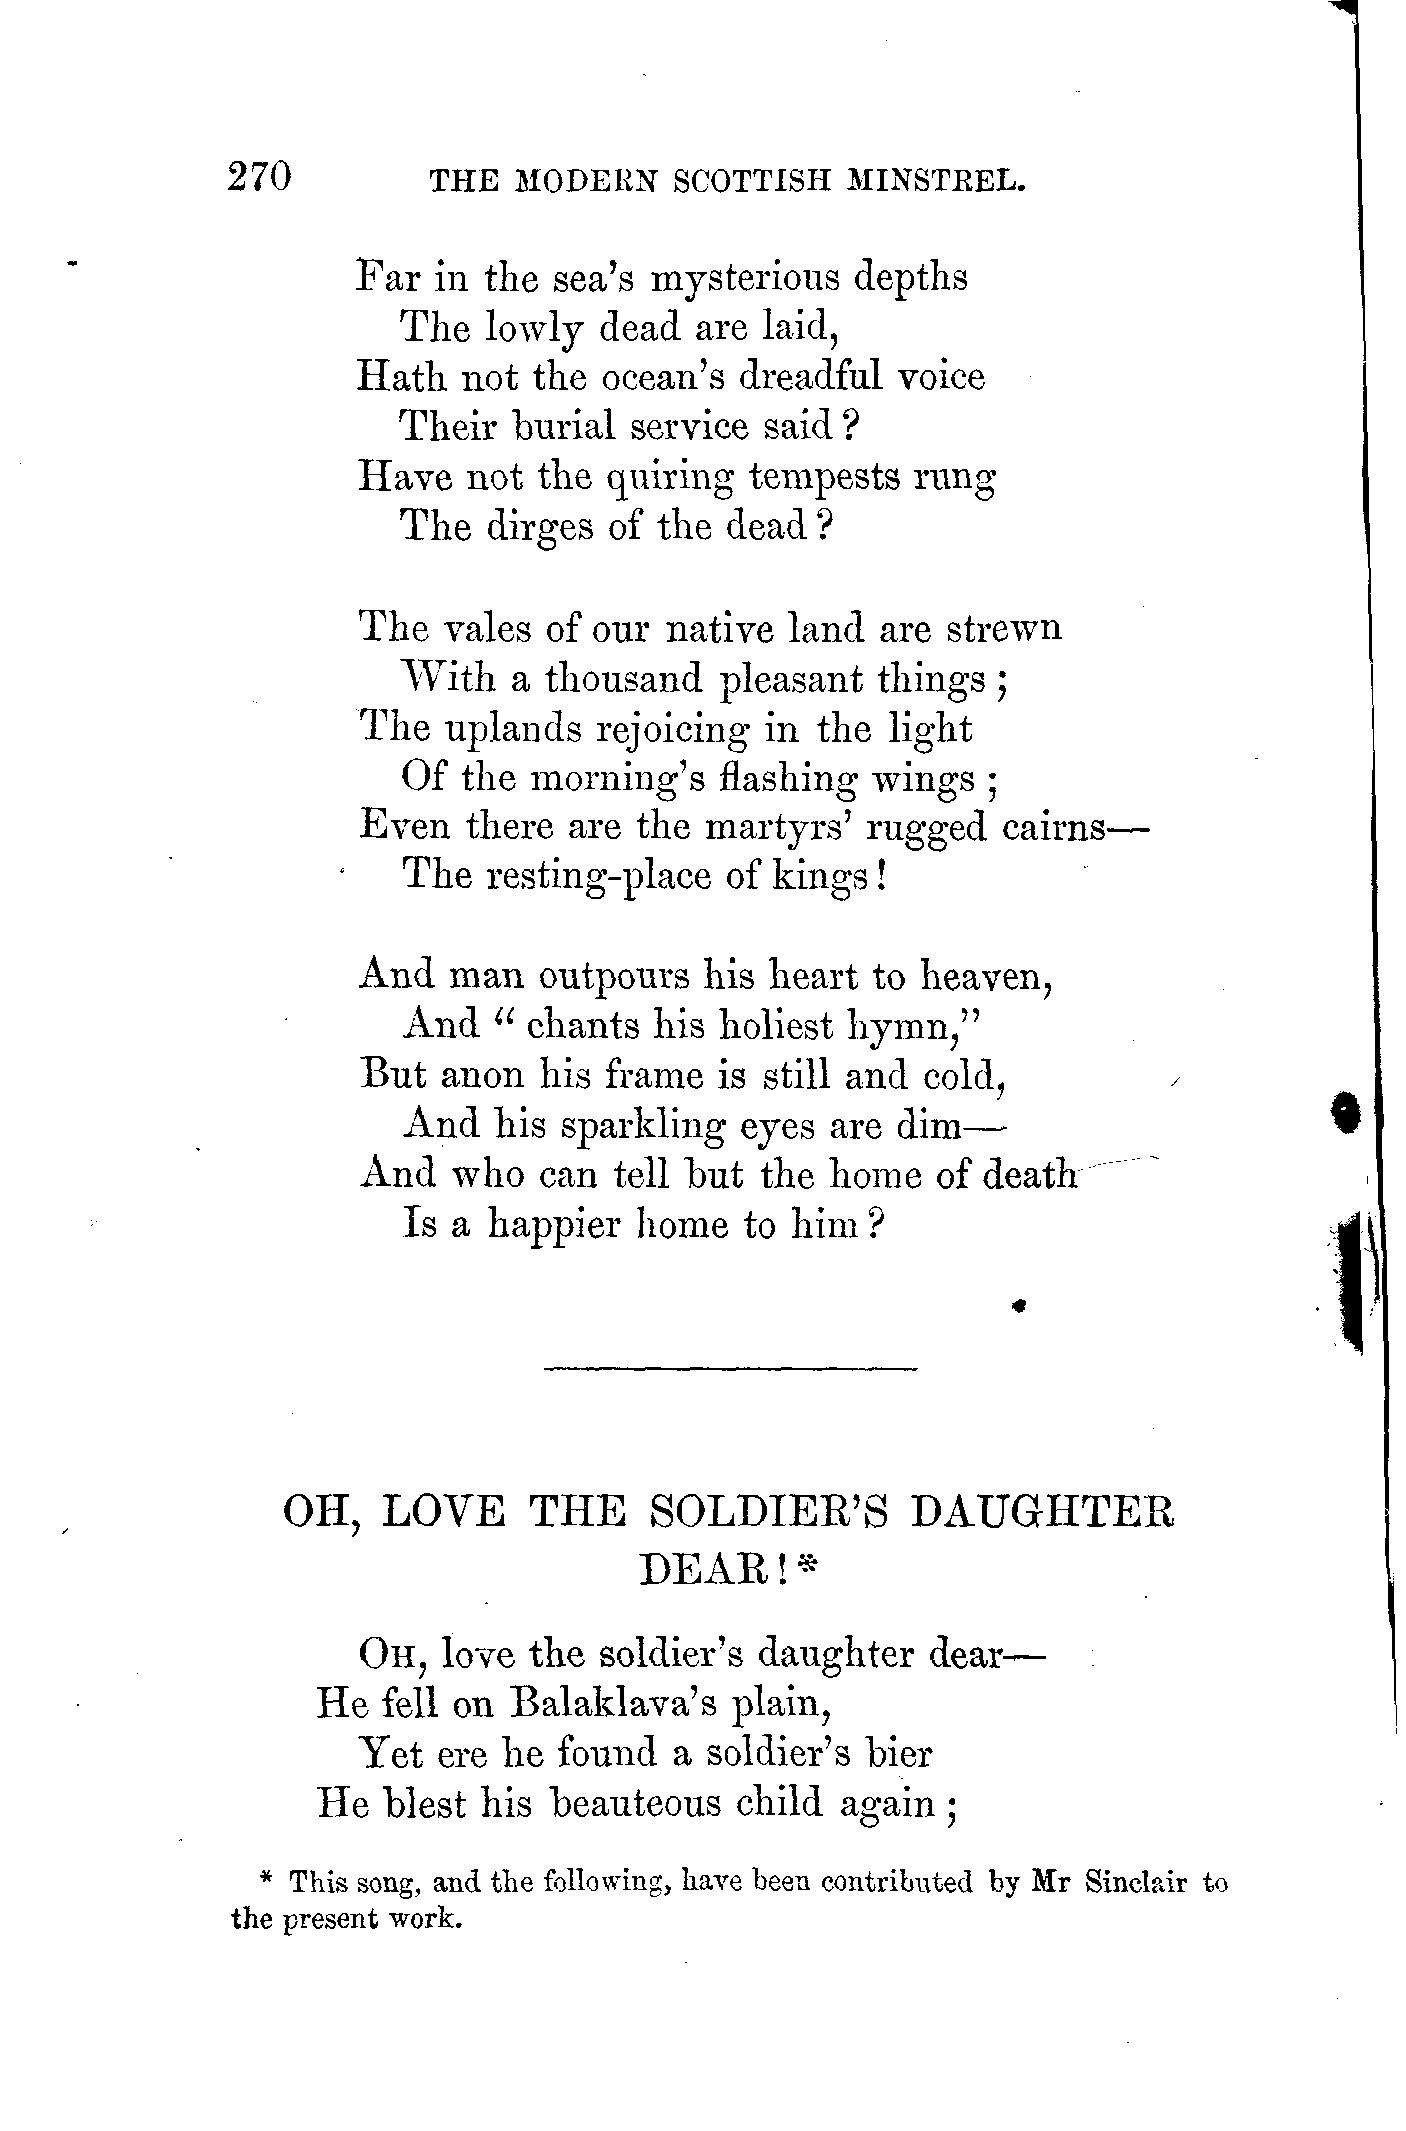 270 THE MODERN SCOTTISH MINSTREL.
Far in the sea's mysterious depths
The lowly dead are laid,
Hath not the ocean's dreadful voice
Their burial service said?
Have not the quiring tempests rung
The dirges of the dead?
The vales of our native land are strewn
With a thousand pleasant things;
The uplands rejoicing in the light
Of the morning's flashing wings;
Even there are the martyrs' rugged cairns—
The resting-place of kings!
And man outpours his heart to heaven,
And "chants his holiest hymn,"
But anon his frame is still and cold,
And his sparkling eyes are dim—
And who can tell but the home of death
Is a happier home to him?
OH, LOVE THE SOLDIER'S DAUGHTER
DEAR!*
OH, love the soldier's daughter dear—
He fell on Balaklava's plain,
Yet ere he found a soldier's bier
He blest his beauteous child again;
* This song, and the following, have been contributed by Mr Sinclair to
the present work.